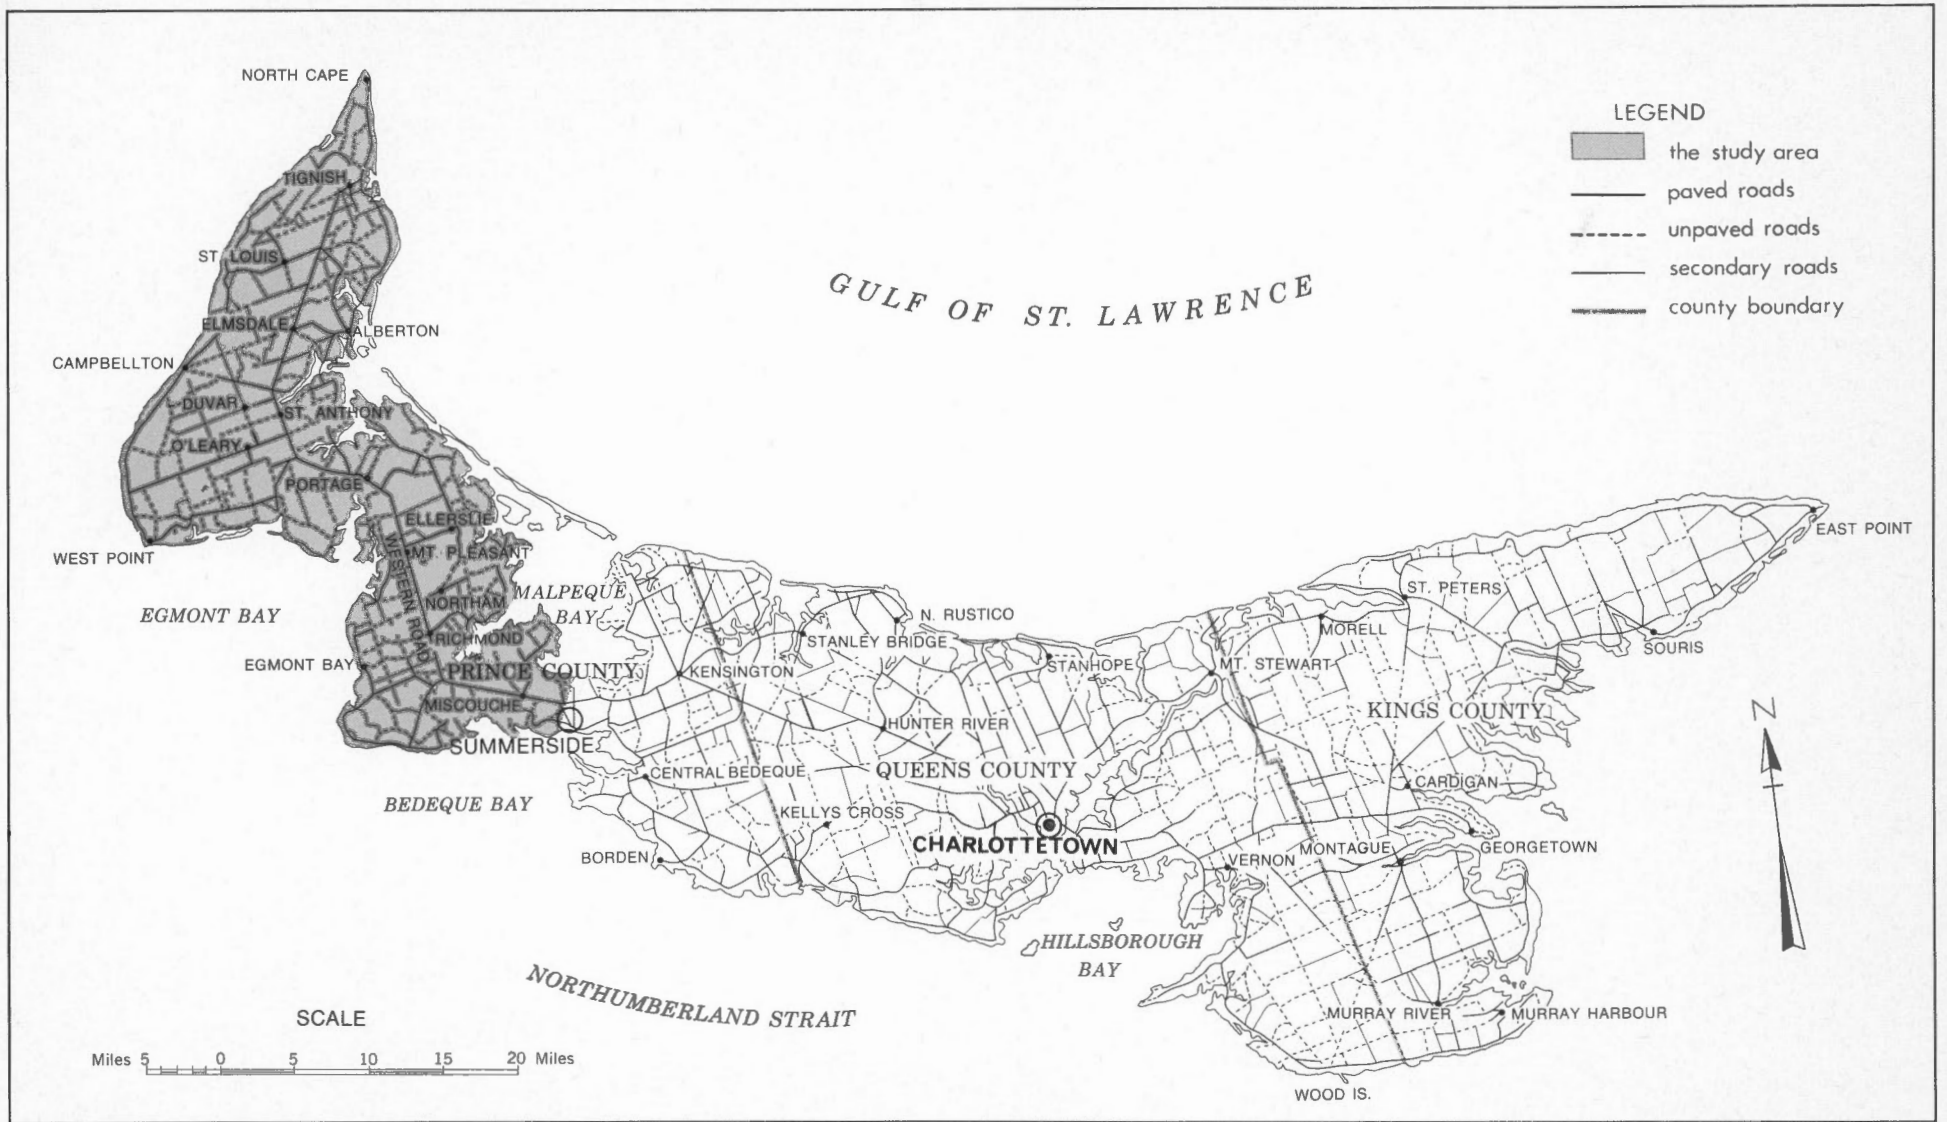 NORTH CAPE
TIGNISH
ST. LOUIS
ELMSDALE
ALBERTON
CAMPBELLTON
DUVAR
ST. ANTHONY
O'LEARY
PORTAGE
ELLERSLIE
WEST POINT
MT. PLEASANT
WESTERN ROAD
NORTHAM
MALPEQUE
BAY
EGMONT BAY
RICHMOND
EGMONT BAY
PRINCE COUNTY
MISCOUCHE
SUMMERSIDE
BEDEQUE BAY
GULF OF ST. LAWRENCE
LEGEND
the study area
paved roads
unpaved roads
secondary roads
county boundary
EAST POINT
ST. PETERS
N. RUSTICO
STANLEY BRIDGE
MORELL
SOURIS
KENSINGTON
STANHOPE
MT. STEWART
HUNTER RIVER
KINGS COUNTY
N
CENTRAL BEDEQUE
QUEENS COUNTY
CARDIGAN
KELLYS CROSS
CHARLOTTETOWN
BORDEN
VERNON
MONTAGUE
GEORGETOWN
HILLSBOROUGH
BAY
NORTHUMBERLAND STRAIT
MURRAY RIVER
MURRAY HARBOUR
WOOD IS.
SCALE
Miles 5 0 5 10 15 20 Miles